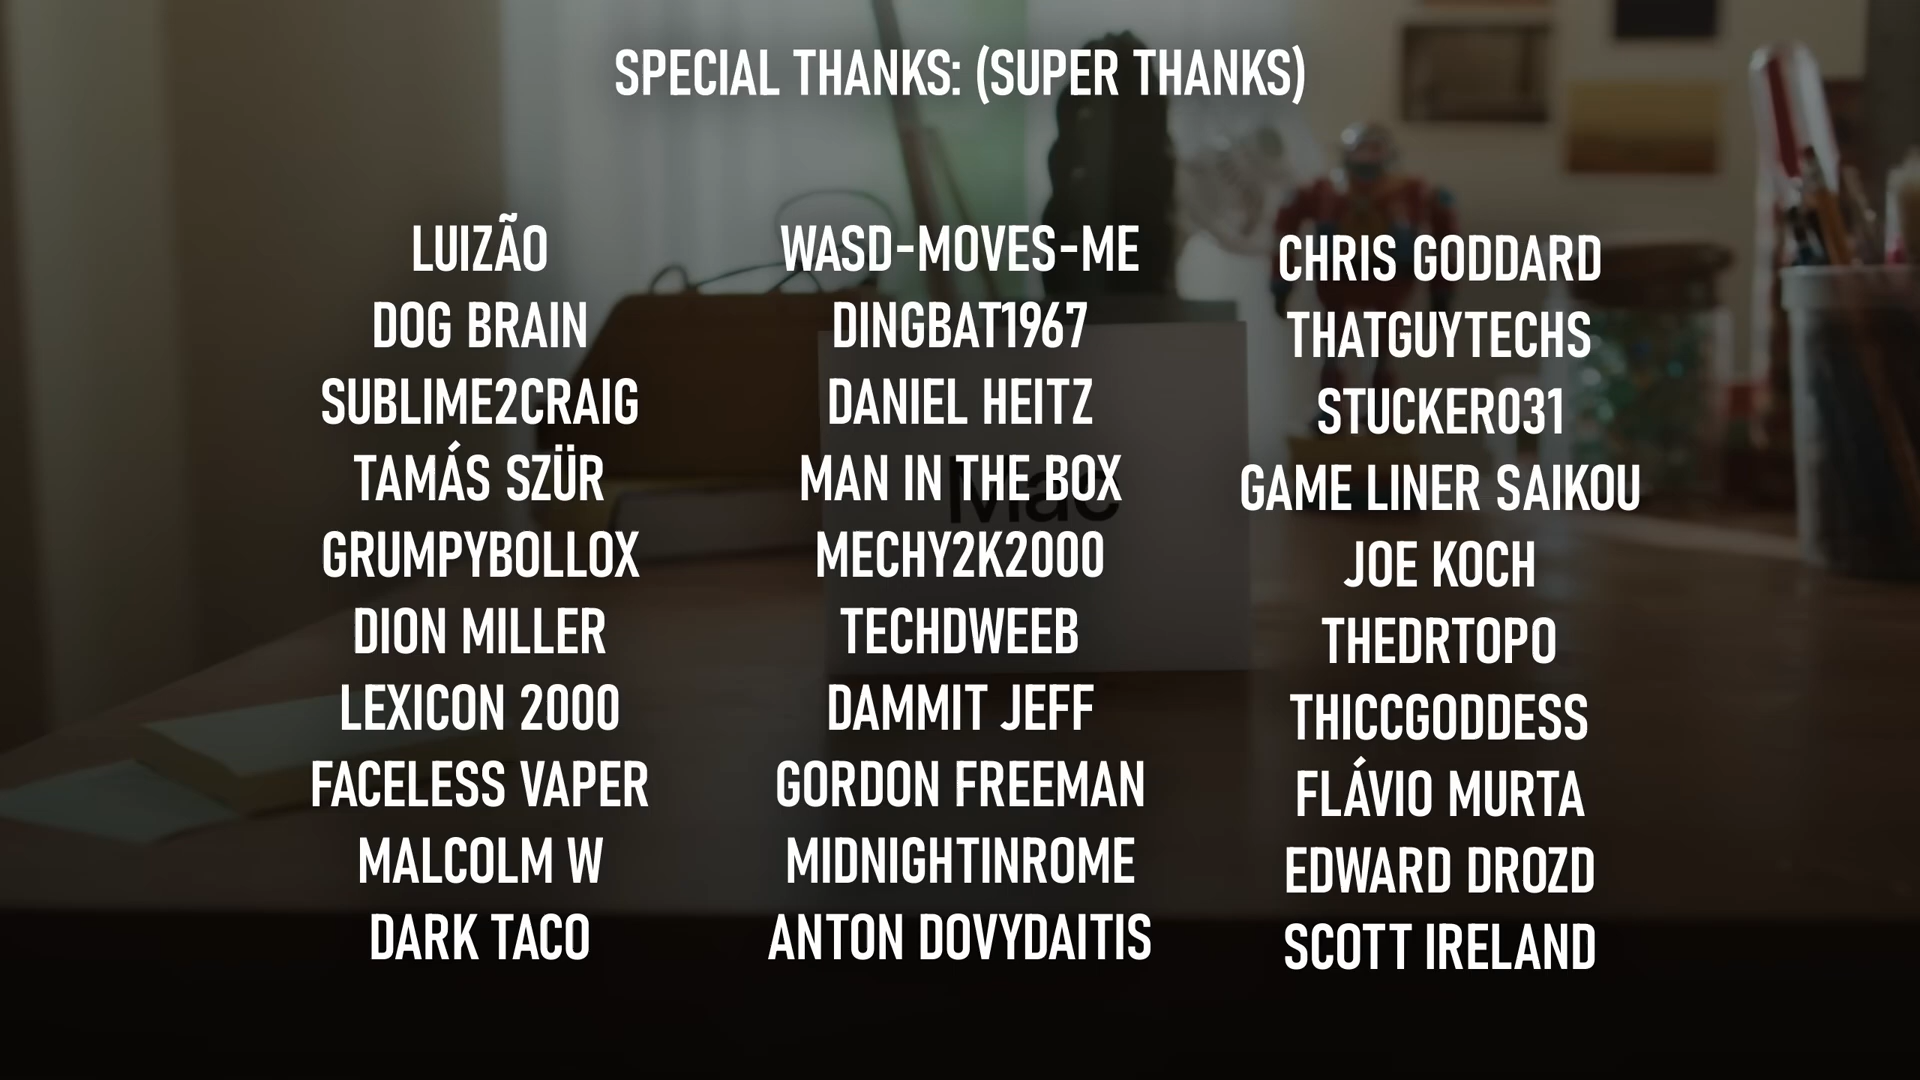 SPECIAL THANKS: (SUPER THANKS)
LUIZÃO
DOG BRAIN
SUBLIME2CRAIG
TAMÁS SZÜR
GRUMPYBOLLOX
DION MILLER
LEXICON 2000
FACELESS VAPER
MALCOLM W
DARK TACO
WASD-MOVES-ME
DINGBAT1967
DANIEL HEITZ
MAN IN THE BOX
Mac
MECHY2K2000
TECHDWEEB
DAMMIT JEFF
GORDON FREEMAN
MIDNIGHTINROME
ANTON DOVYDAITIS
CHRIS GODDARD
THATGUYTECHS
STUCKER031
GAME LINER SAIKOU
JOE KOCH
THEDRTOPO
THICCGODDESS
FLÁVIO MURTA
EDWARD DROZD
SCOTT IRELAND